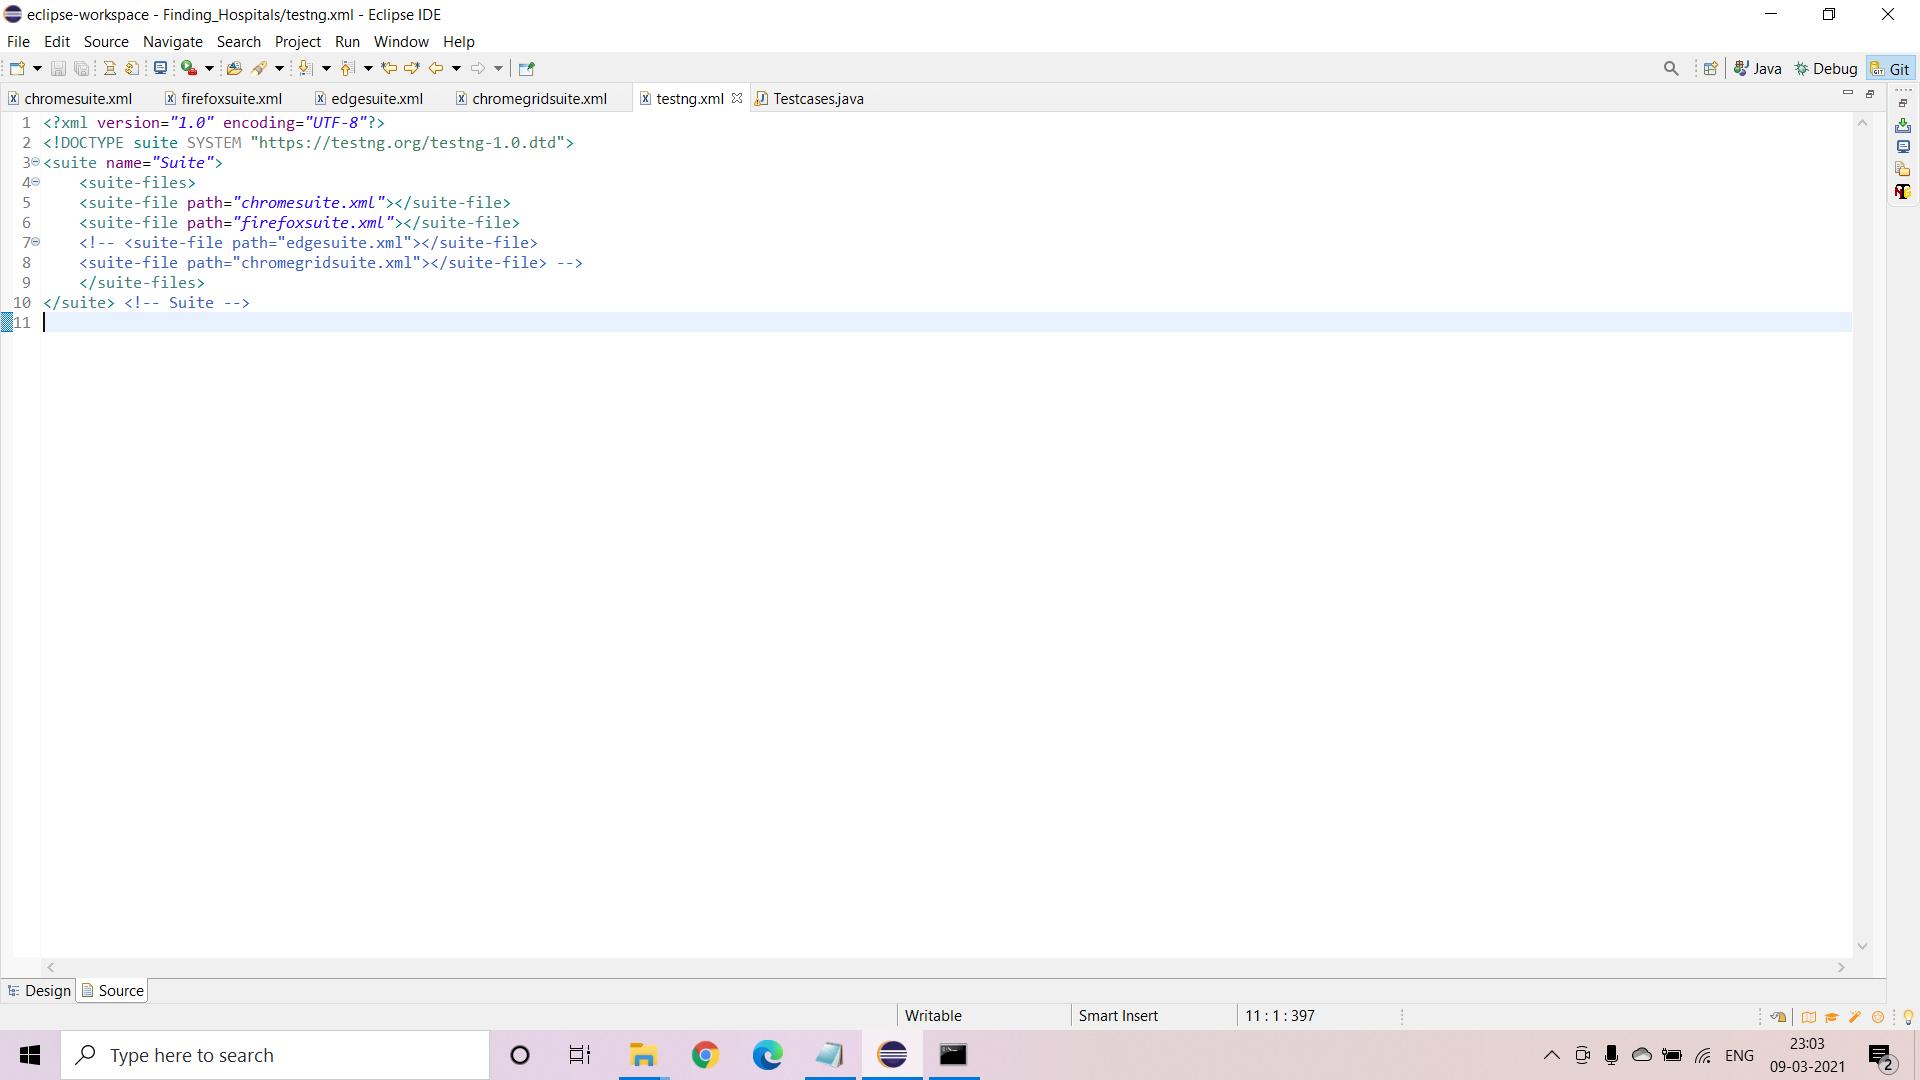 eclipse-workspace - Finding_Hospitals/testng.xml - Eclipse IDE
File Edit Source Navigate Search Project Run Window Help
Java Debug Git
chromesuite.xml firefoxsuite.xml edgesuite.xml chromegridsuite.xml testng.xml Testcases.java
1 <?xml version="1.0" encoding="UTF-8"?>
2 <!DOCTYPE suite SYSTEM "https://testng.org/testng-1.0.dtd">
3 <suite name="Suite">
4     <suite-files>
5     <suite-file path="chromesuite.xml"></suite-file>
6     <suite-file path="firefoxsuite.xml"></suite-file>
7     <!-- <suite-file path="edgesuite.xml"></suite-file>
8     <suite-file path="chromegridsuite.xml"></suite-file> -->
9     </suite-files>
10 </suite> <!-- Suite -->
11
Design Source
Writable Smart Insert 11 : 1 : 397
Type here to search
ENG
23:03
09-03-2021
2